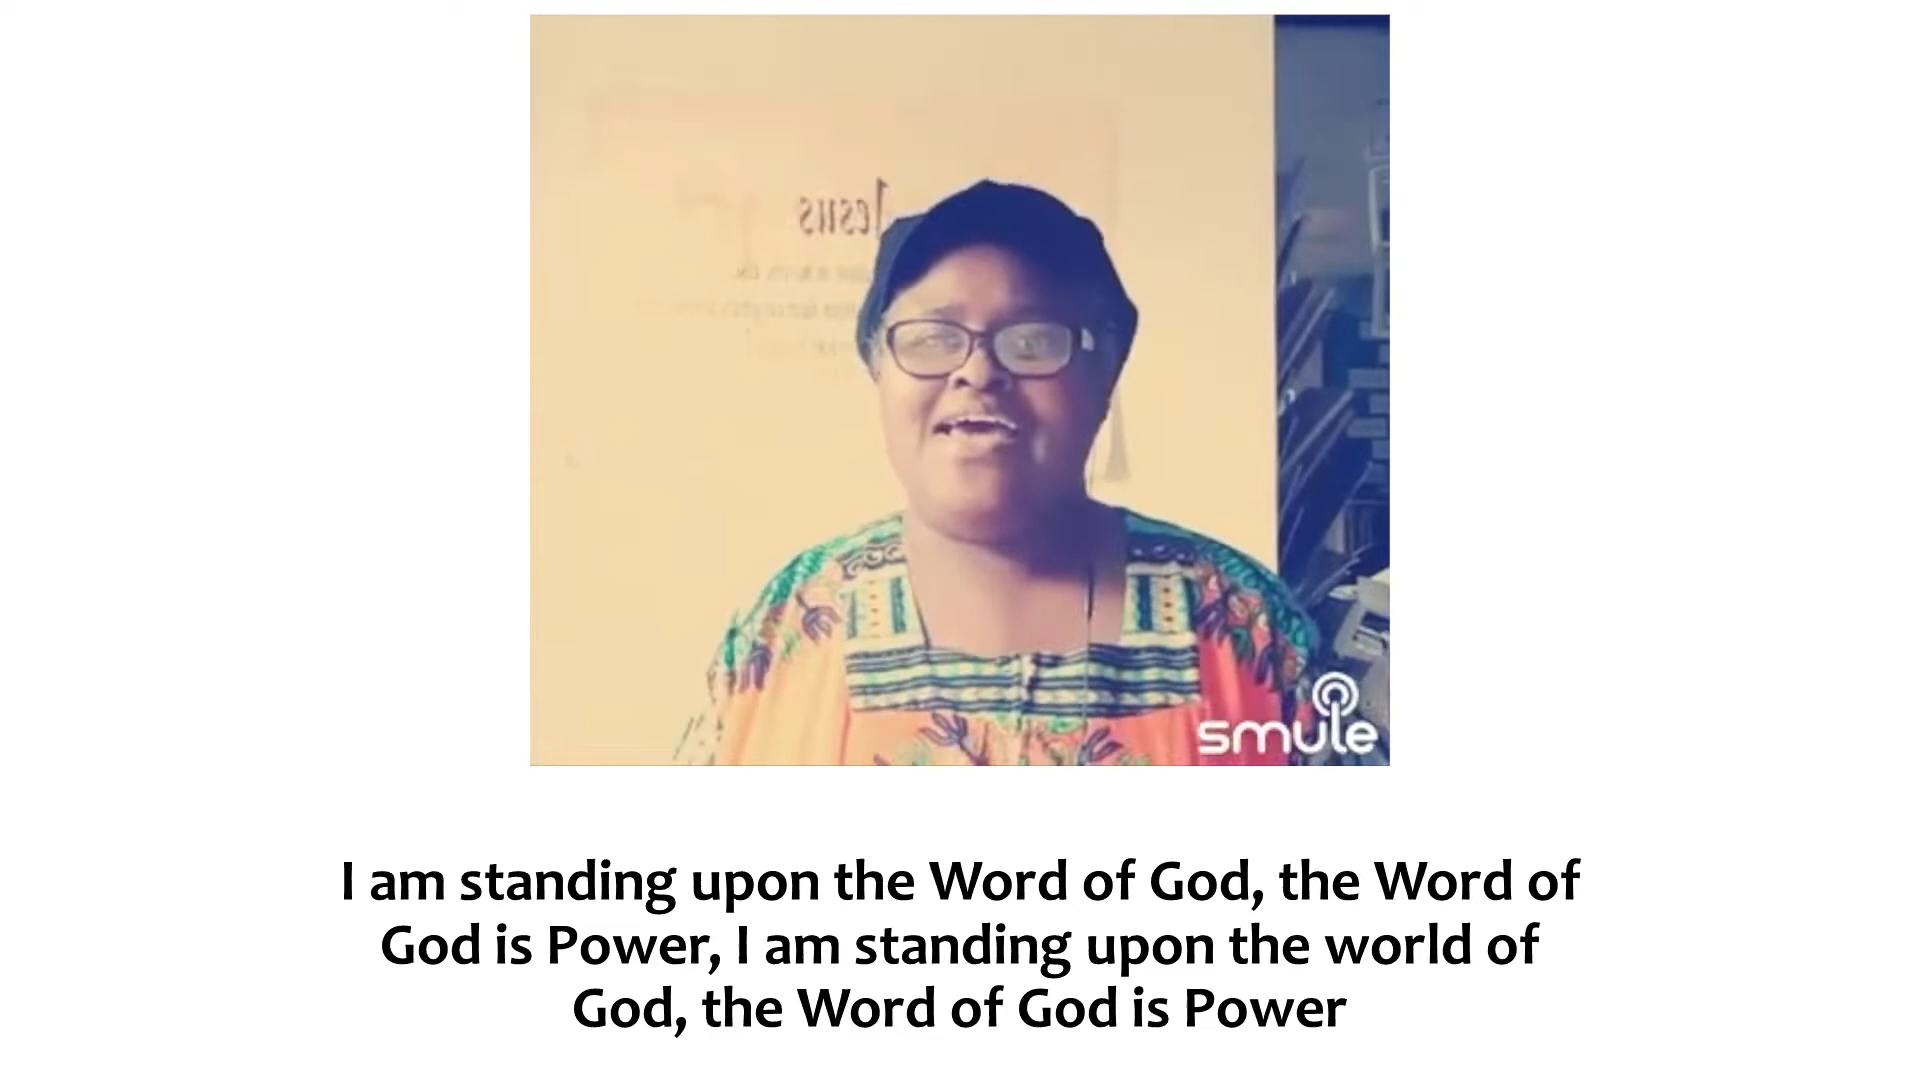 Jesus
smule
I am standing upon the Word of God, the Word of
God is Power, I am standing upon the world of
God, the Word of God is Power